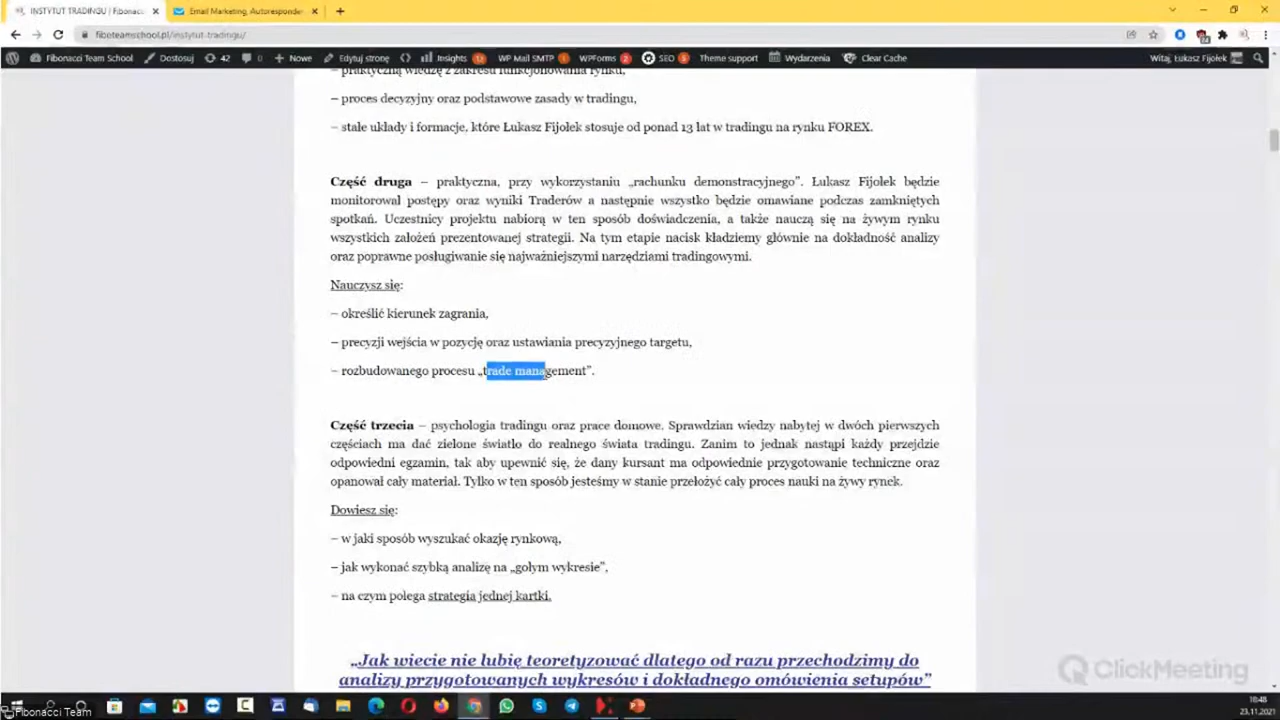 INSTYTUT TRADINGU | Fibonacci
Email Marketing, Autoresponder
fiboteamschool.pl/instytut-tradingu/
Fibonacci Team School Dostosuj 42 Nowe Edytuj stronę Insights WP Mail SMTP 1 WPForms 2 SEO 5 Theme support Wydarzenia Clear Cache Witaj, Łukasz Fijołek
– praktyczną wiedzę z zakresu funkcjonowania rynku,
– proces decyzyjny oraz podstawowe zasady w tradingu,
– stałe układy i formacje, które Łukasz Fijołek stosuje od ponad 13 lat w tradingu na rynku FOREX.
Część druga – praktyczna, przy wykorzystaniu „rachunku demonstracyjnego”. Łukasz Fijołek będzie
monitorował postępy oraz wyniki Traderów a następnie wszystko będzie omawiane podczas zamkniętych
spotkań. Uczestnicy projektu nabiorą w ten sposób doświadczenia, a także nauczą się na żywym rynku
wszystkich założeń prezentowanej strategii. Na tym etapie nacisk kładziemy głównie na dokładność analizy
oraz poprawne posługiwanie się najważniejszymi narzędziami tradingowymi.
Nauczysz się:
– określić kierunek zagrania,
– precyzji wejścia w pozycję oraz ustawiania precyzyjnego targetu,
– rozbudowanego procesu „trade management”.
Część trzecia – psychologia tradingu oraz prace domowe. Sprawdzian wiedzy nabytej w dwóch pierwszych
częściach ma dać zielone światło do realnego świata tradingu. Zanim to jednak nastąpi każdy przejdzie
odpowiedni egzamin, tak aby upewnić się, że dany kursant ma odpowiednie przygotowanie techniczne oraz
opanował cały materiał. Tylko w ten sposób jesteśmy w stanie przełożyć cały proces nauki na żywy rynek.
Dowiesz się:
– w jaki sposób wyszukać okazję rynkową,
– jak wykonać szybką analizę na „gołym wykresie”,
– na czym polega strategia jednej kartki.
„Jak wiecie nie lubię teoretyzować dlatego od razu przechodzimy do
analizy przygotowanych wykresów i dokładnego omówienia setupów”
ClickMeeting
Fibonacci Team
18:48
23.11.2021